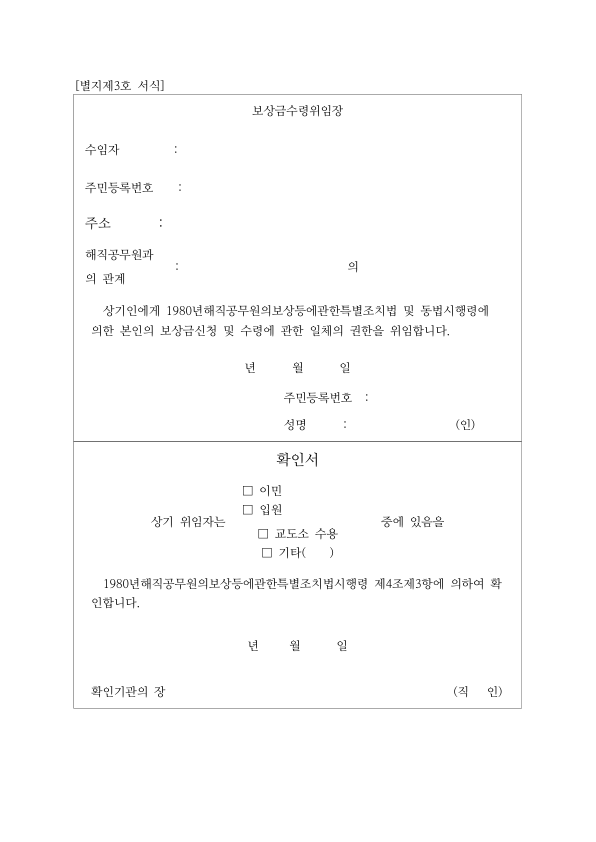 [별지제3호 서식]
보상금수령위임장
수임자 :
주민등록번호 :
주소 :
해직공무원과
: 의
의 관계
상기인에게 1980년해직공무원의보상등에관한특별조치법 및 동법시행령에
의한 본인의 보상금신청 및 수령에 관한 일체의 권한을 위임합니다.
년 월 일
주민등록번호 :
성명 : (인)
확인서
□ 이민
□ 입원
상기 위임자는 중에 있음을
□ 교도소 수용
□ 기타( )
1980년해직공무원의보상등에관한특별조치법시행령 제4조제3항에 의하여 확
인합니다.
년 월 일
확인기관의 장 (직 인)